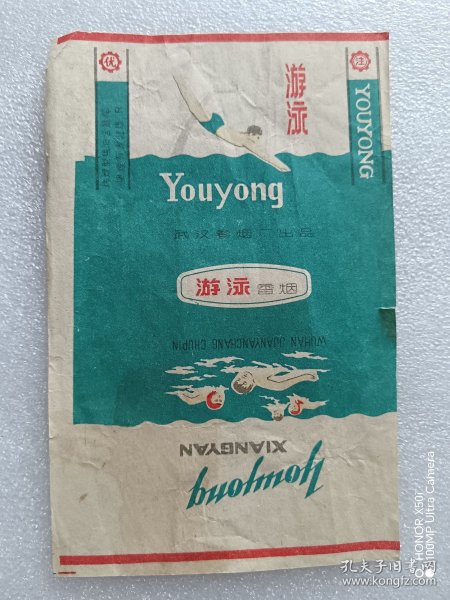 优
注
游泳
YOUYONG
Youyong
武汉卷烟厂出品
游泳 香烟
WUHAN JUANYANCHANG CHUPIN
XIANGYAN
Youyong
HONOR X50
100MP Ultra Camera
孔夫子旧书网
www.kongfz.com